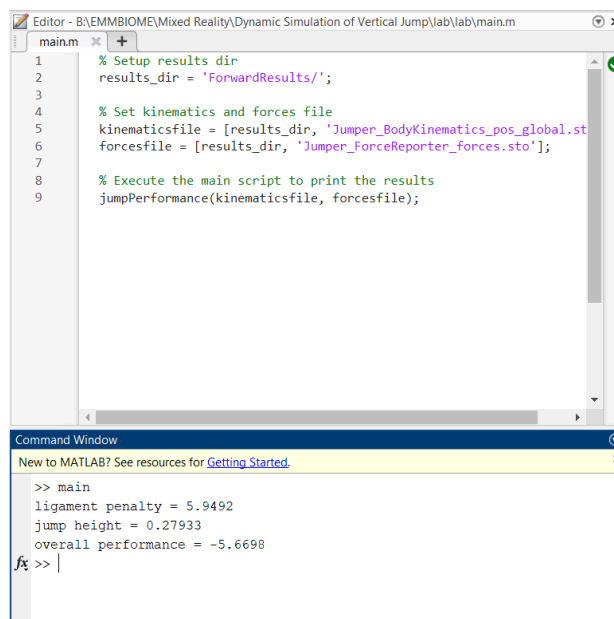 Editor - B:\EMMBIOME\Mixed Reality\Dynamic Simulation of Vertical Jump\lab\lab\main.m
main.m
1 % Setup results dir
2 results_dir = 'ForwardResults/';
3
4 % Set kinematics and forces file
5 kinematicsfile = [results_dir, 'Jumper_BodyKinematics_pos_global.st
6 forcesfile = [results_dir, 'Jumper_ForceReporter_forces.sto'];
7
8 % Execute the main script to print the results
9 jumpPerformance(kinematicsfile, forcesfile);
Command Window
New to MATLAB? See resources for Getting Started.
>> main
ligament penalty = 5.9492
jump height = 0.27933
overall performance = -5.6698
fx >>